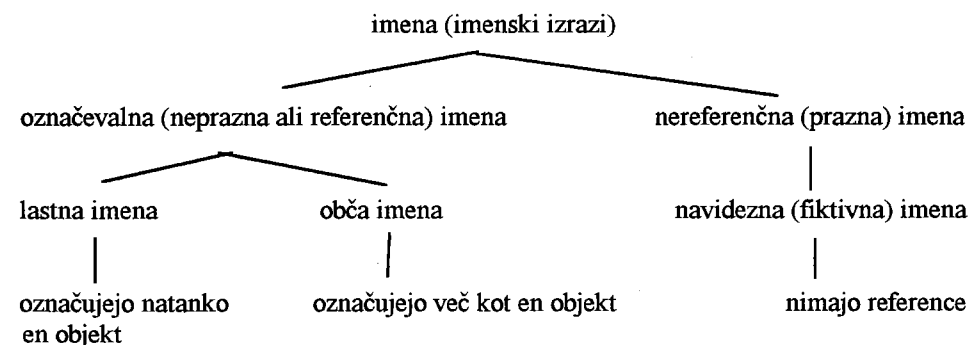 imena (imenski izrazi)
označevalna (neprazna ali referenčna) imena
nereferenčna (prazna) imena
lastna imena
obča imena
navidezna (fiktivna) imena
označujejo natanko
en objekt
označujejo več kot en objekt
nimajo reference